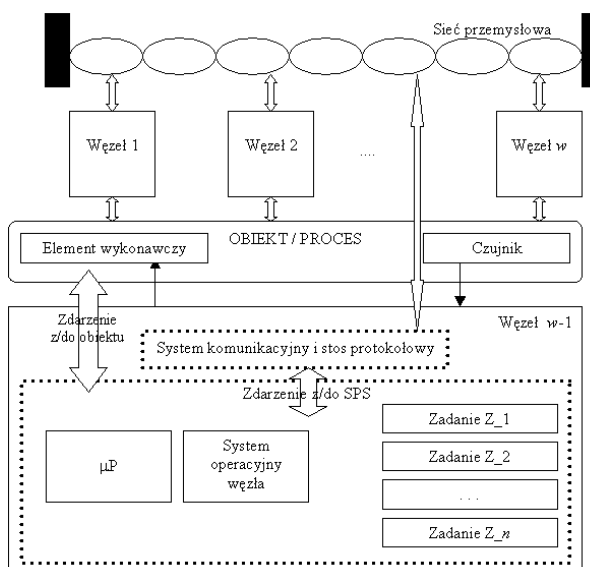 Sieć przemysłowa
Węzeł 1
Węzeł 2
....
Węzeł w
OBIEKT / PROCES
Element wykonawczy
Czujnik
Zdarzenie
z/do obiektu
Węzeł w-1
System komunikacyjny i stos protokołowy
Zdarzenie z/do SPS
μP
System
operacyjny
węzła
Zadanie Z_1
Zadanie Z_2
. . .
Zadanie Z_n